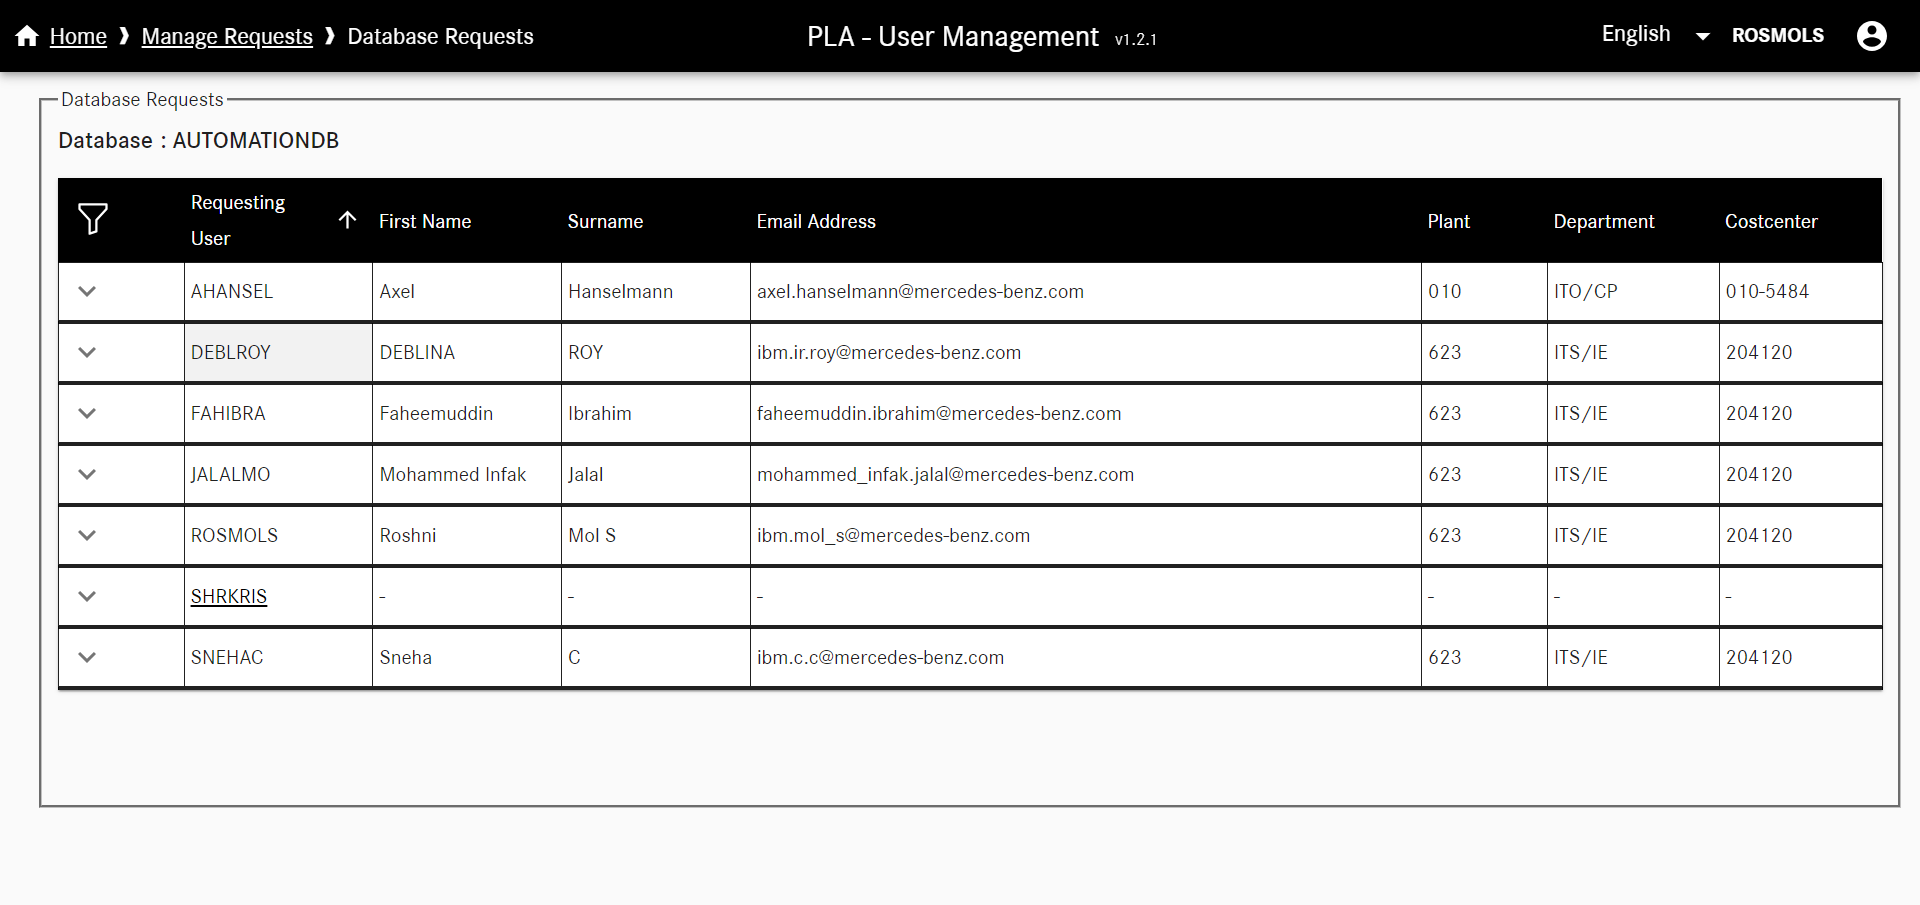 Home ❱ Manage Requests ❱ Database Requests
PLA - User Management v1.2.1
English ROSMOLS
Database Requests
Database : AUTOMATIONDB
Requesting User First Name Surname Email Address Plant Department Costcenter
AHANSEL Axel Hanselmann axel.hanselmann@mercedes-benz.com 010 ITO/CP 010-5484
DEBLROY DEBLINA ROY ibm.ir.roy@mercedes-benz.com 623 ITS/IE 204120
FAHIBRA Faheemuddin Ibrahim faheemuddin.ibrahim@mercedes-benz.com 623 ITS/IE 204120
JALALMO Mohammed Infak Jalal mohammed_infak.jalal@mercedes-benz.com 623 ITS/IE 204120
ROSMOLS Roshni Mol S ibm.mol_s@mercedes-benz.com 623 ITS/IE 204120
SHRKRIS - - - - - -
SNEHAC Sneha C ibm.c.c@mercedes-benz.com 623 ITS/IE 204120